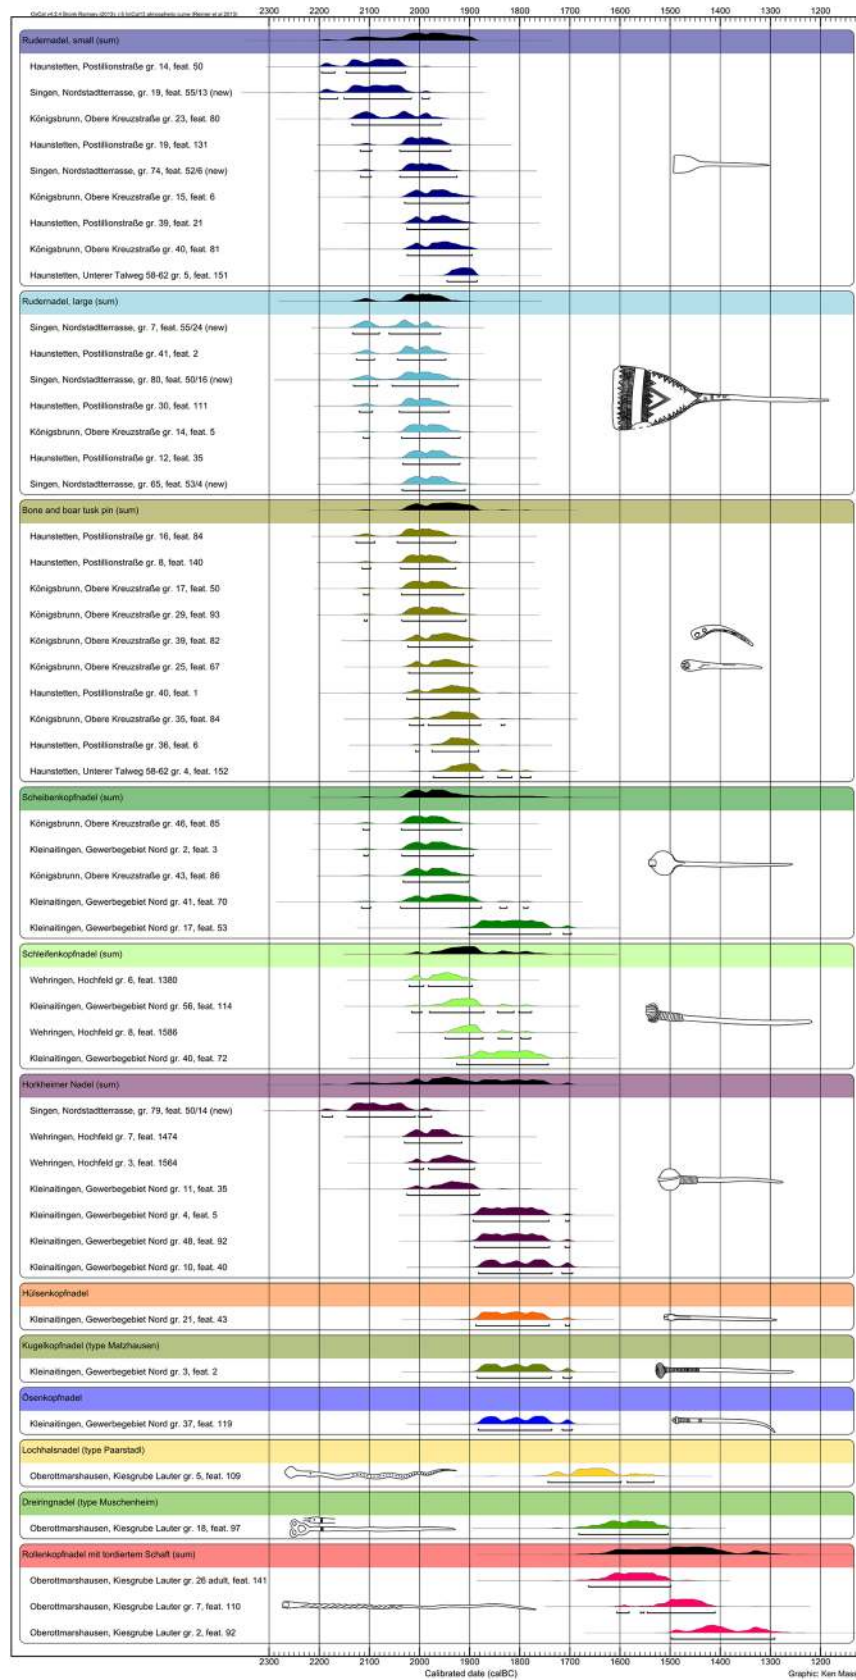 OxCal v4.2.4 Bronk Ramsey (2013); r:5 IntCal13 atmospheric curve (Reimer et al 2013)
2300 2200 2100 2000 1900 1800 1700 1600 1500 1400 1300 1200
Rudernadel, small (sum)
Haunstetten, Postillionstraße gr. 14, feat. 50
Singen, Nordstadtterrasse, gr. 19, feat. 55/13 (new)
Königsbrunn, Obere Kreuzstraße gr. 23, feat. 80
Haunstetten, Postillionstraße gr. 19, feat. 131
Singen, Nordstadtterrasse, gr. 74, feat. 52/6 (new)
Königsbrunn, Obere Kreuzstraße gr. 15, feat. 6
Haunstetten, Postillionstraße gr. 39, feat. 21
Königsbrunn, Obere Kreuzstraße gr. 40, feat. 81
Haunstetten, Unterer Talweg 58-62 gr. 5, feat. 151
Rudernadel, large (sum)
Singen, Nordstadtterrasse, gr. 7, feat. 55/24 (new)
Haunstetten, Postillionstraße gr. 41, feat. 2
Singen, Nordstadtterrasse, gr. 80, feat. 50/16 (new)
Haunstetten, Postillionstraße gr. 30, feat. 111
Königsbrunn, Obere Kreuzstraße gr. 14, feat. 5
Haunstetten, Postillionstraße gr. 12, feat. 35
Singen, Nordstadtterrasse, gr. 65, feat. 53/4 (new)
Bone and boar tusk pin (sum)
Haunstetten, Postillionstraße gr. 16, feat. 84
Haunstetten, Postillionstraße gr. 8, feat. 140
Königsbrunn, Obere Kreuzstraße gr. 17, feat. 50
Königsbrunn, Obere Kreuzstraße gr. 29, feat. 93
Königsbrunn, Obere Kreuzstraße gr. 39, feat. 82
Königsbrunn, Obere Kreuzstraße gr. 25, feat. 67
Haunstetten, Postillionstraße gr. 40, feat. 1
Königsbrunn, Obere Kreuzstraße gr. 35, feat. 84
Haunstetten, Postillionstraße gr. 36, feat. 6
Haunstetten, Unterer Talweg 58-62 gr. 4, feat. 152
Scheibenkopfnadel (sum)
Königsbrunn, Obere Kreuzstraße gr. 46, feat. 85
Kleinaitingen, Gewerbegebiet Nord gr. 2, feat. 3
Königsbrunn, Obere Kreuzstraße gr. 43, feat. 86
Kleinaitingen, Gewerbegebiet Nord gr. 41, feat. 70
Kleinaitingen, Gewerbegebiet Nord gr. 17, feat. 53
Schleifenkopfnadel (sum)
Wehringen, Hochfeld gr. 6, feat. 1380
Kleinaitingen, Gewerbegebiet Nord gr. 56, feat. 114
Wehringen, Hochfeld gr. 8, feat. 1586
Kleinaitingen, Gewerbegebiet Nord gr. 40, feat. 72
Horkheimer Nadel (sum)
Singen, Nordstadtterrasse, gr. 79, feat. 50/14 (new)
Wehringen, Hochfeld gr. 7, feat. 1474
Wehringen, Hochfeld gr. 3, feat. 1564
Kleinaitingen, Gewerbegebiet Nord gr. 11, feat. 35
Kleinaitingen, Gewerbegebiet Nord gr. 4, feat. 5
Kleinaitingen, Gewerbegebiet Nord gr. 48, feat. 92
Kleinaitingen, Gewerbegebiet Nord gr. 10, feat. 40
Hülsenkopfnadel
Kleinaitingen, Gewerbegebiet Nord gr. 21, feat. 43
Kugelkopfnadel (type Matzhausen)
Kleinaitingen, Gewerbegebiet Nord gr. 3, feat. 2
Ösenkopfnadel
Kleinaitingen, Gewerbegebiet Nord gr. 37, feat. 119
Lochhalsnadel (type Paarstadl)
Oberottmarshausen, Kiesgrube Lauter gr. 5, feat. 109
Dreiringnadel (type Muschenheim)
Oberottmarshausen, Kiesgrube Lauter gr. 18, feat. 97
Rollenkopfnadel mit tordiertem Schaft (sum)
Oberottmarshausen, Kiesgrube Lauter gr. 26 adult, feat. 141
Oberottmarshausen, Kiesgrube Lauter gr. 7, feat. 110
Oberottmarshausen, Kiesgrube Lauter gr. 2, feat. 92
2300 2200 2100 2000 1900 1800 1700 1600 1500 1400 1300 1200
Calibrated date (calBC)
Graphic: Ken Mass